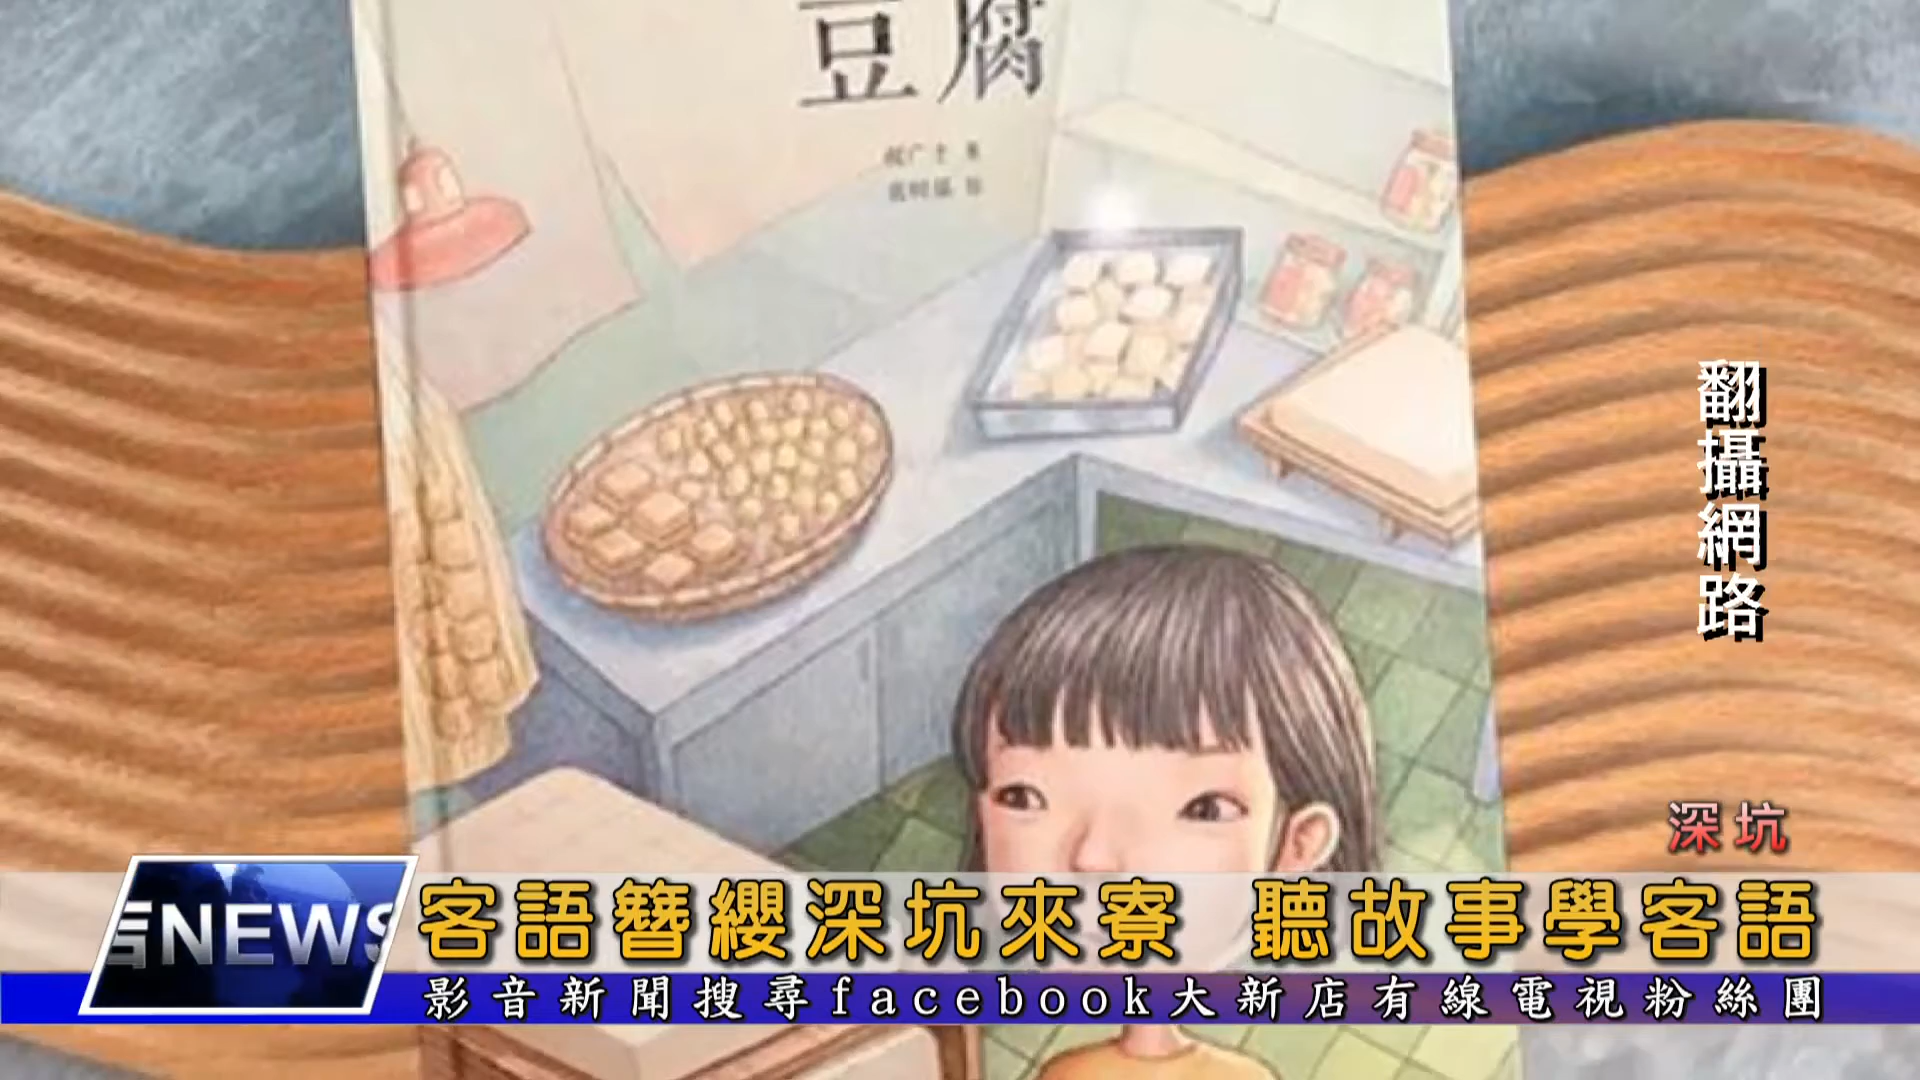 豆腐
翻攝網路
深坑
NEWS
客語簪纓深坑來寮 聽故事學客語
影音新聞搜尋facebook大新店有線電視粉絲團